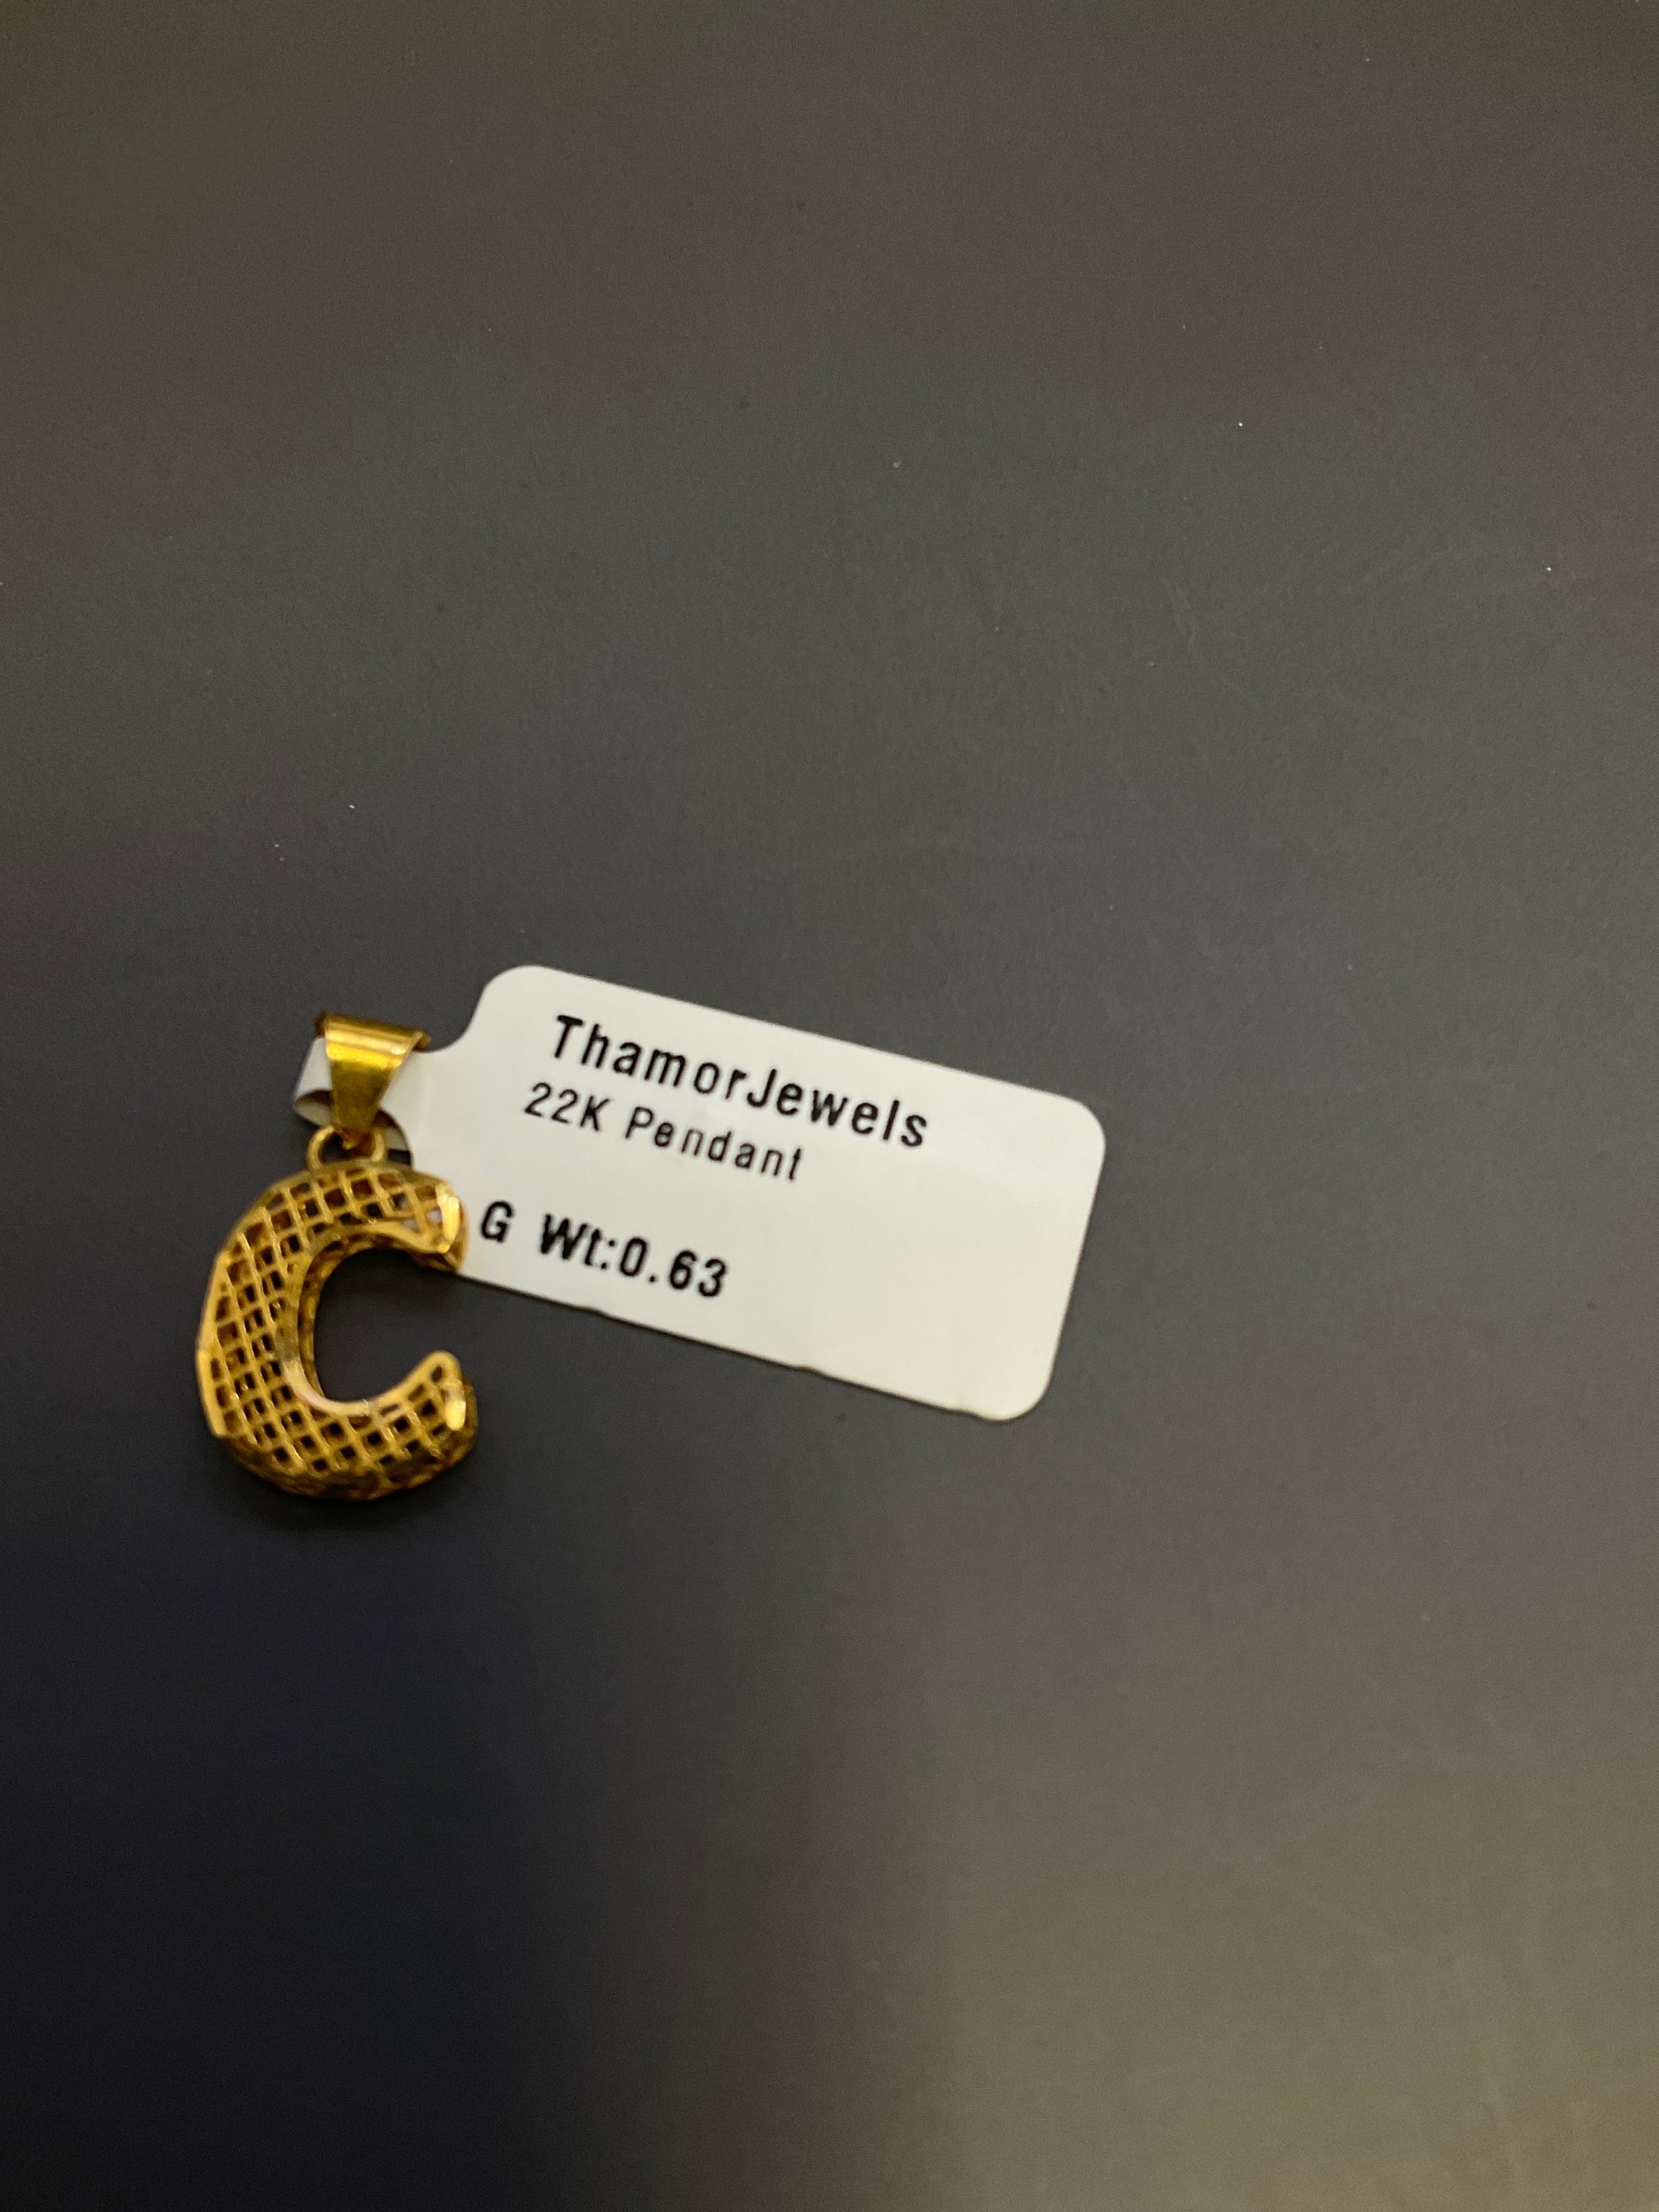 ThamorJewels
22K Pendant
G Wt:0.63